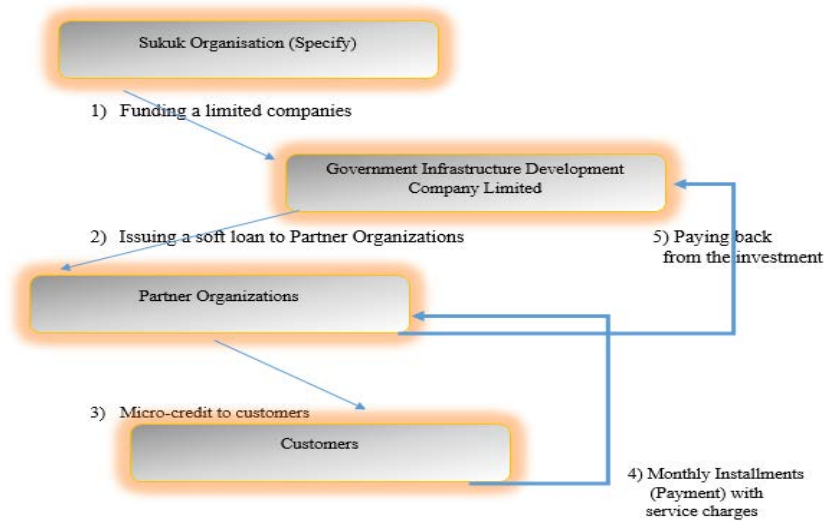 Sukuk Organisation (Specify)
1) Funding a limited companies
Government Infrastructure Development
Company Limited
2) Issuing a soft loan to Partner Organizations
5) Paying back
from the investment
Partner Organizations
3) Micro-credit to customers
Customers
4) Monthly Installments
(Payment) with
service charges